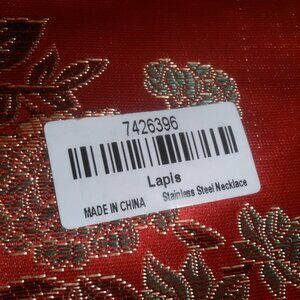 7426396
Lapis
MADE IN CHINA Stainless Steel Necklace